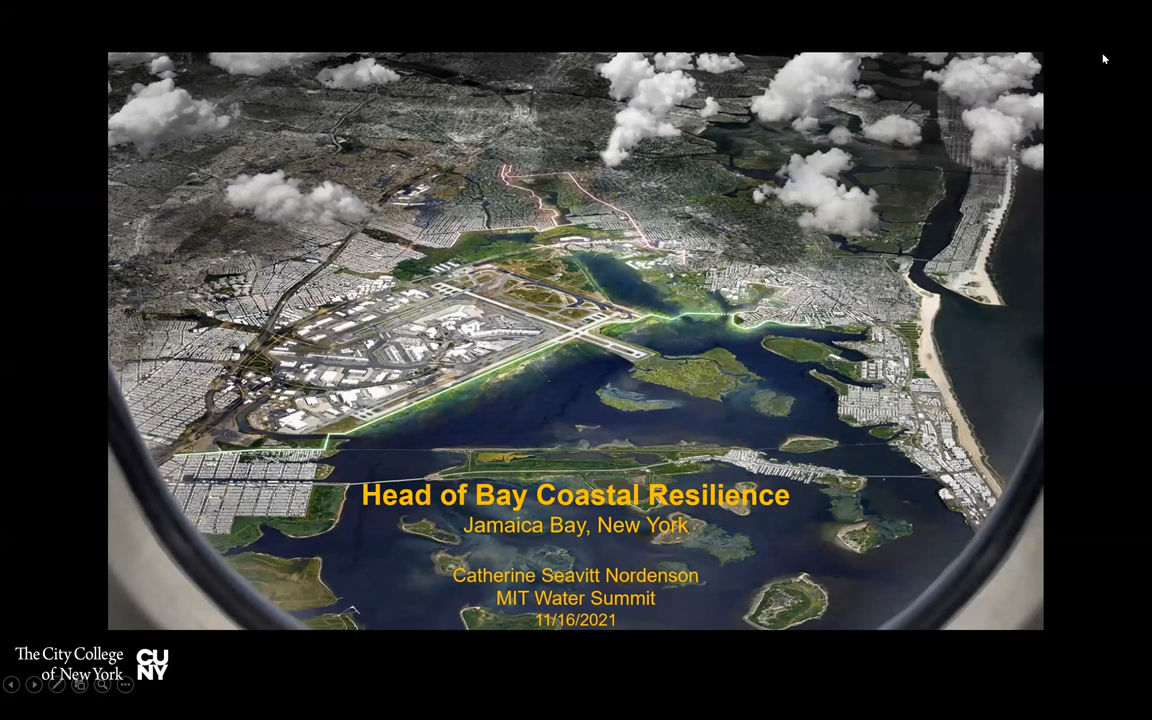 Head of Bay Coastal Resilience
Jamaica Bay, New York
Catherine Seavitt Nordenson
MIT Water Summit
11/16/2021
The City College
of New York
CU
NY